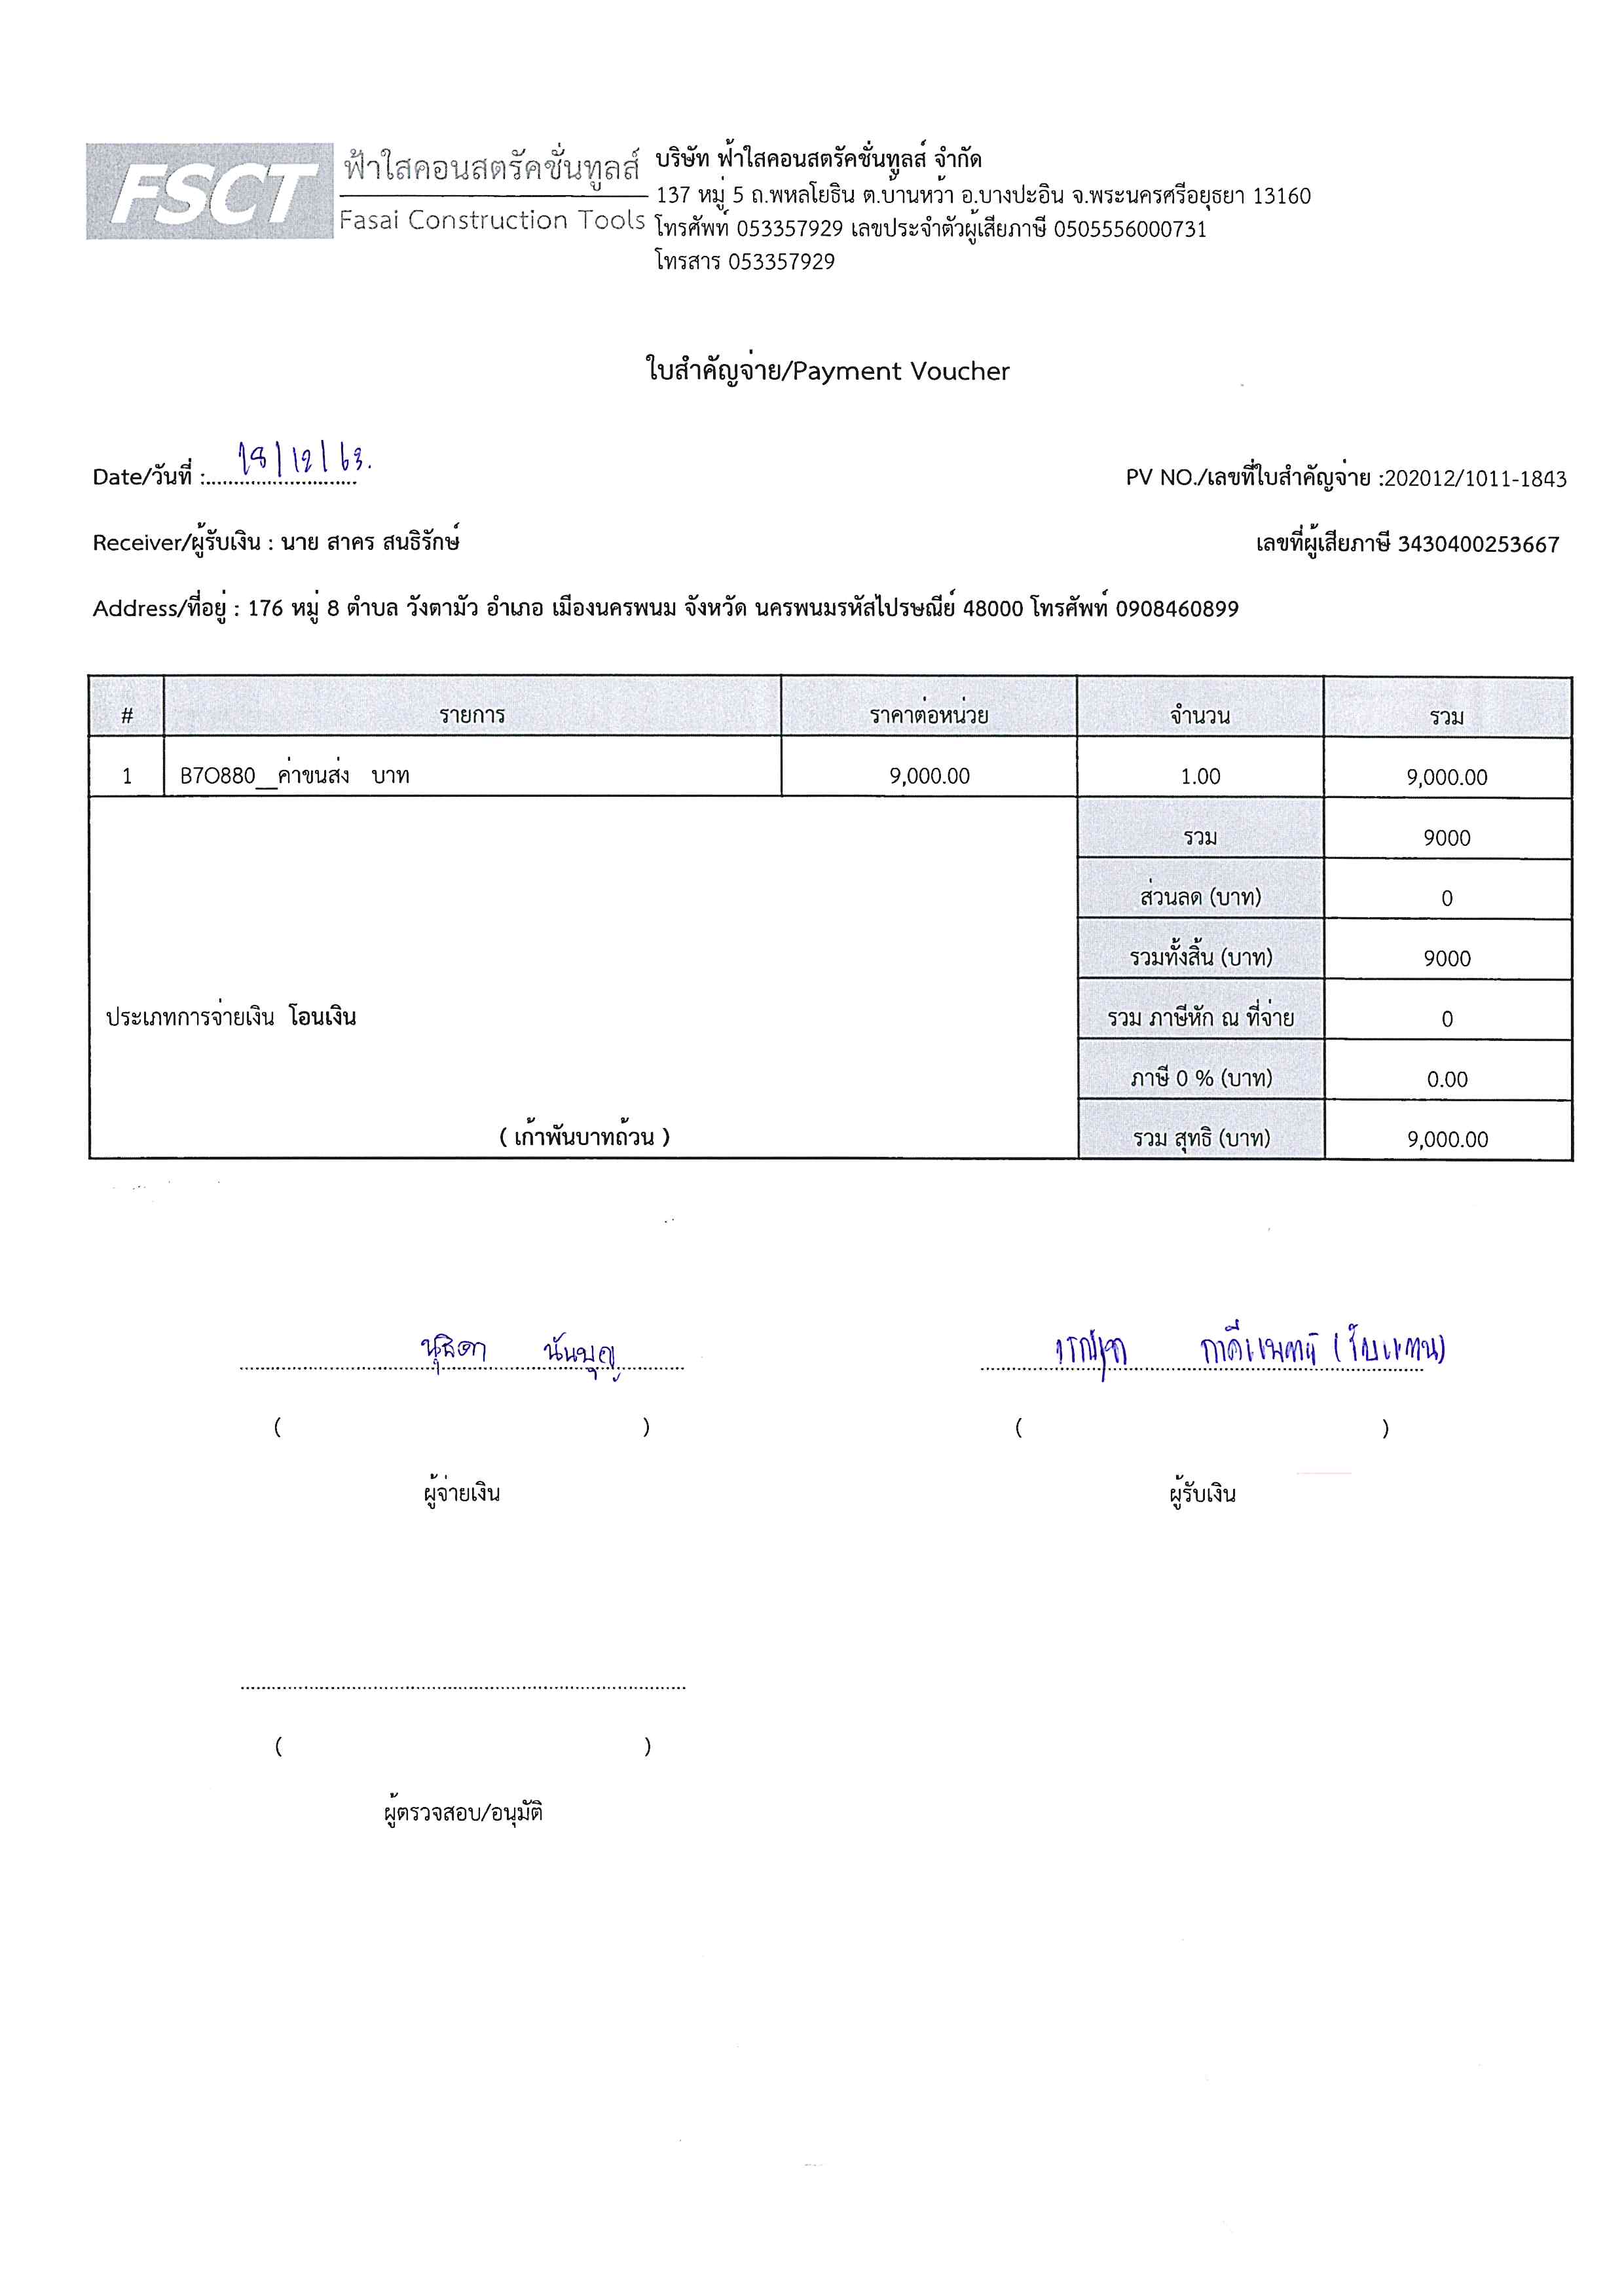 FSCT
ฟ้าใสคอนสตรัคชั่นทูลส์
Fasai Construction Tools
บริษัท ฟ้าใสคอนสตรัคชั่นทูลส์ จำกัด
137 หมู่ 5 ถ.พหลโยธิน ต.บ้านหว้า อ.บางปะอิน จ.พระนครศรีอยุธยา 13160
โทรศัพท์ 053357929 เลขประจำตัวผู้เสียภาษี 0505556000731
โทรสาร 053357929
ใบสำคัญจ่าย/Payment Voucher
Date/วันที่ : 18/12/63.
PV NO./เลขที่ใบสำคัญจ่าย :202012/1011-1843
Receiver/ผู้รับเงิน : นาย สาคร สนธิรักษ์
เลขที่ผู้เสียภาษี 3430400253667
Address/ที่อยู่ : 176 หมู่ 8 ตำบล วังตามัว อำเภอ เมืองนครพนม จังหวัด นครพนมรหัสไปรษณีย์ 48000 โทรศัพท์ 0908460899
# รายการ ราคาต่อหน่วย จำนวน รวม
1 B7O880__ค่าขนส่ง บาท 9,000.00 1.00 9,000.00
รวม 9000
ส่วนลด (บาท) 0
รวมทั้งสิ้น (บาท) 9000
ประเภทการจ่ายเงิน โอนเงิน รวม ภาษีหัก ณ ที่จ่าย 0
ภาษี 0 % (บาท) 0.00
( เก้าพันบาทถ้วน ) รวม สุทธิ (บาท) 9,000.00
นันบุญ (รับแทน)
( ) ( )
ผู้จ่ายเงิน ผู้รับเงิน
( )
ผู้ตรวจสอบ/อนุมัติ